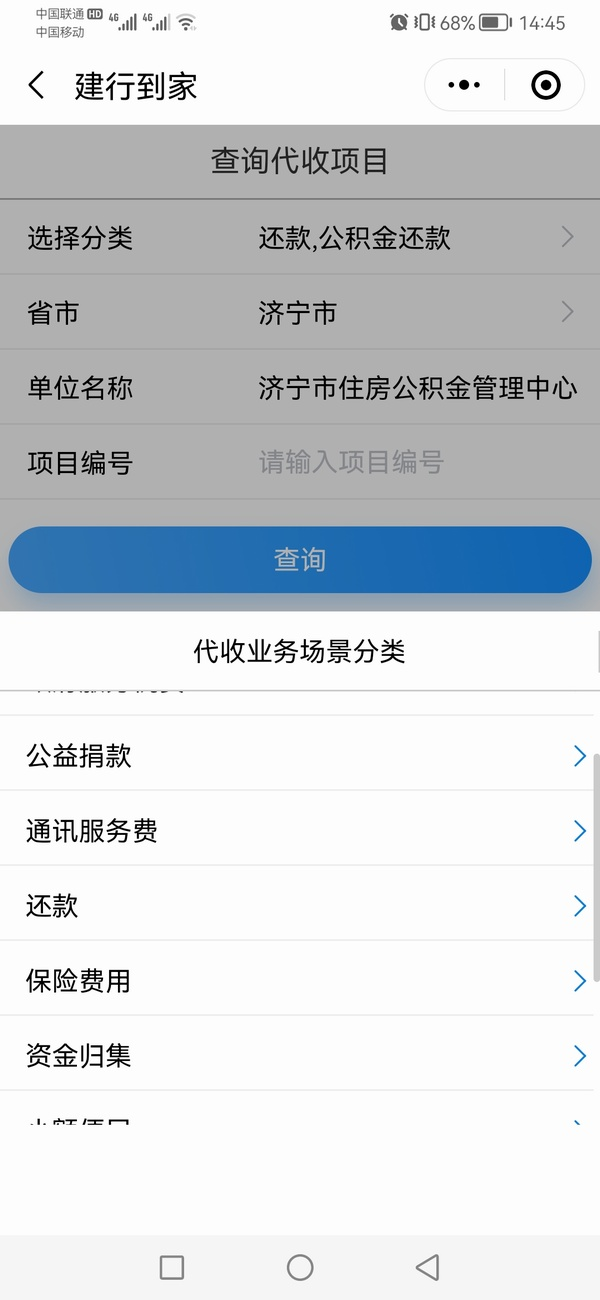 中国联通 HD 4G 4G 68% 14:45
中国移动
建行到家
查询代收项目
选择分类 还款,公积金还款
省市 济宁市
单位名称 济宁市住房公积金管理中心
项目编号 请输入项目编号
查询
代收业务场景分类
公益捐款
通讯服务费
还款
保险费用
资金归集